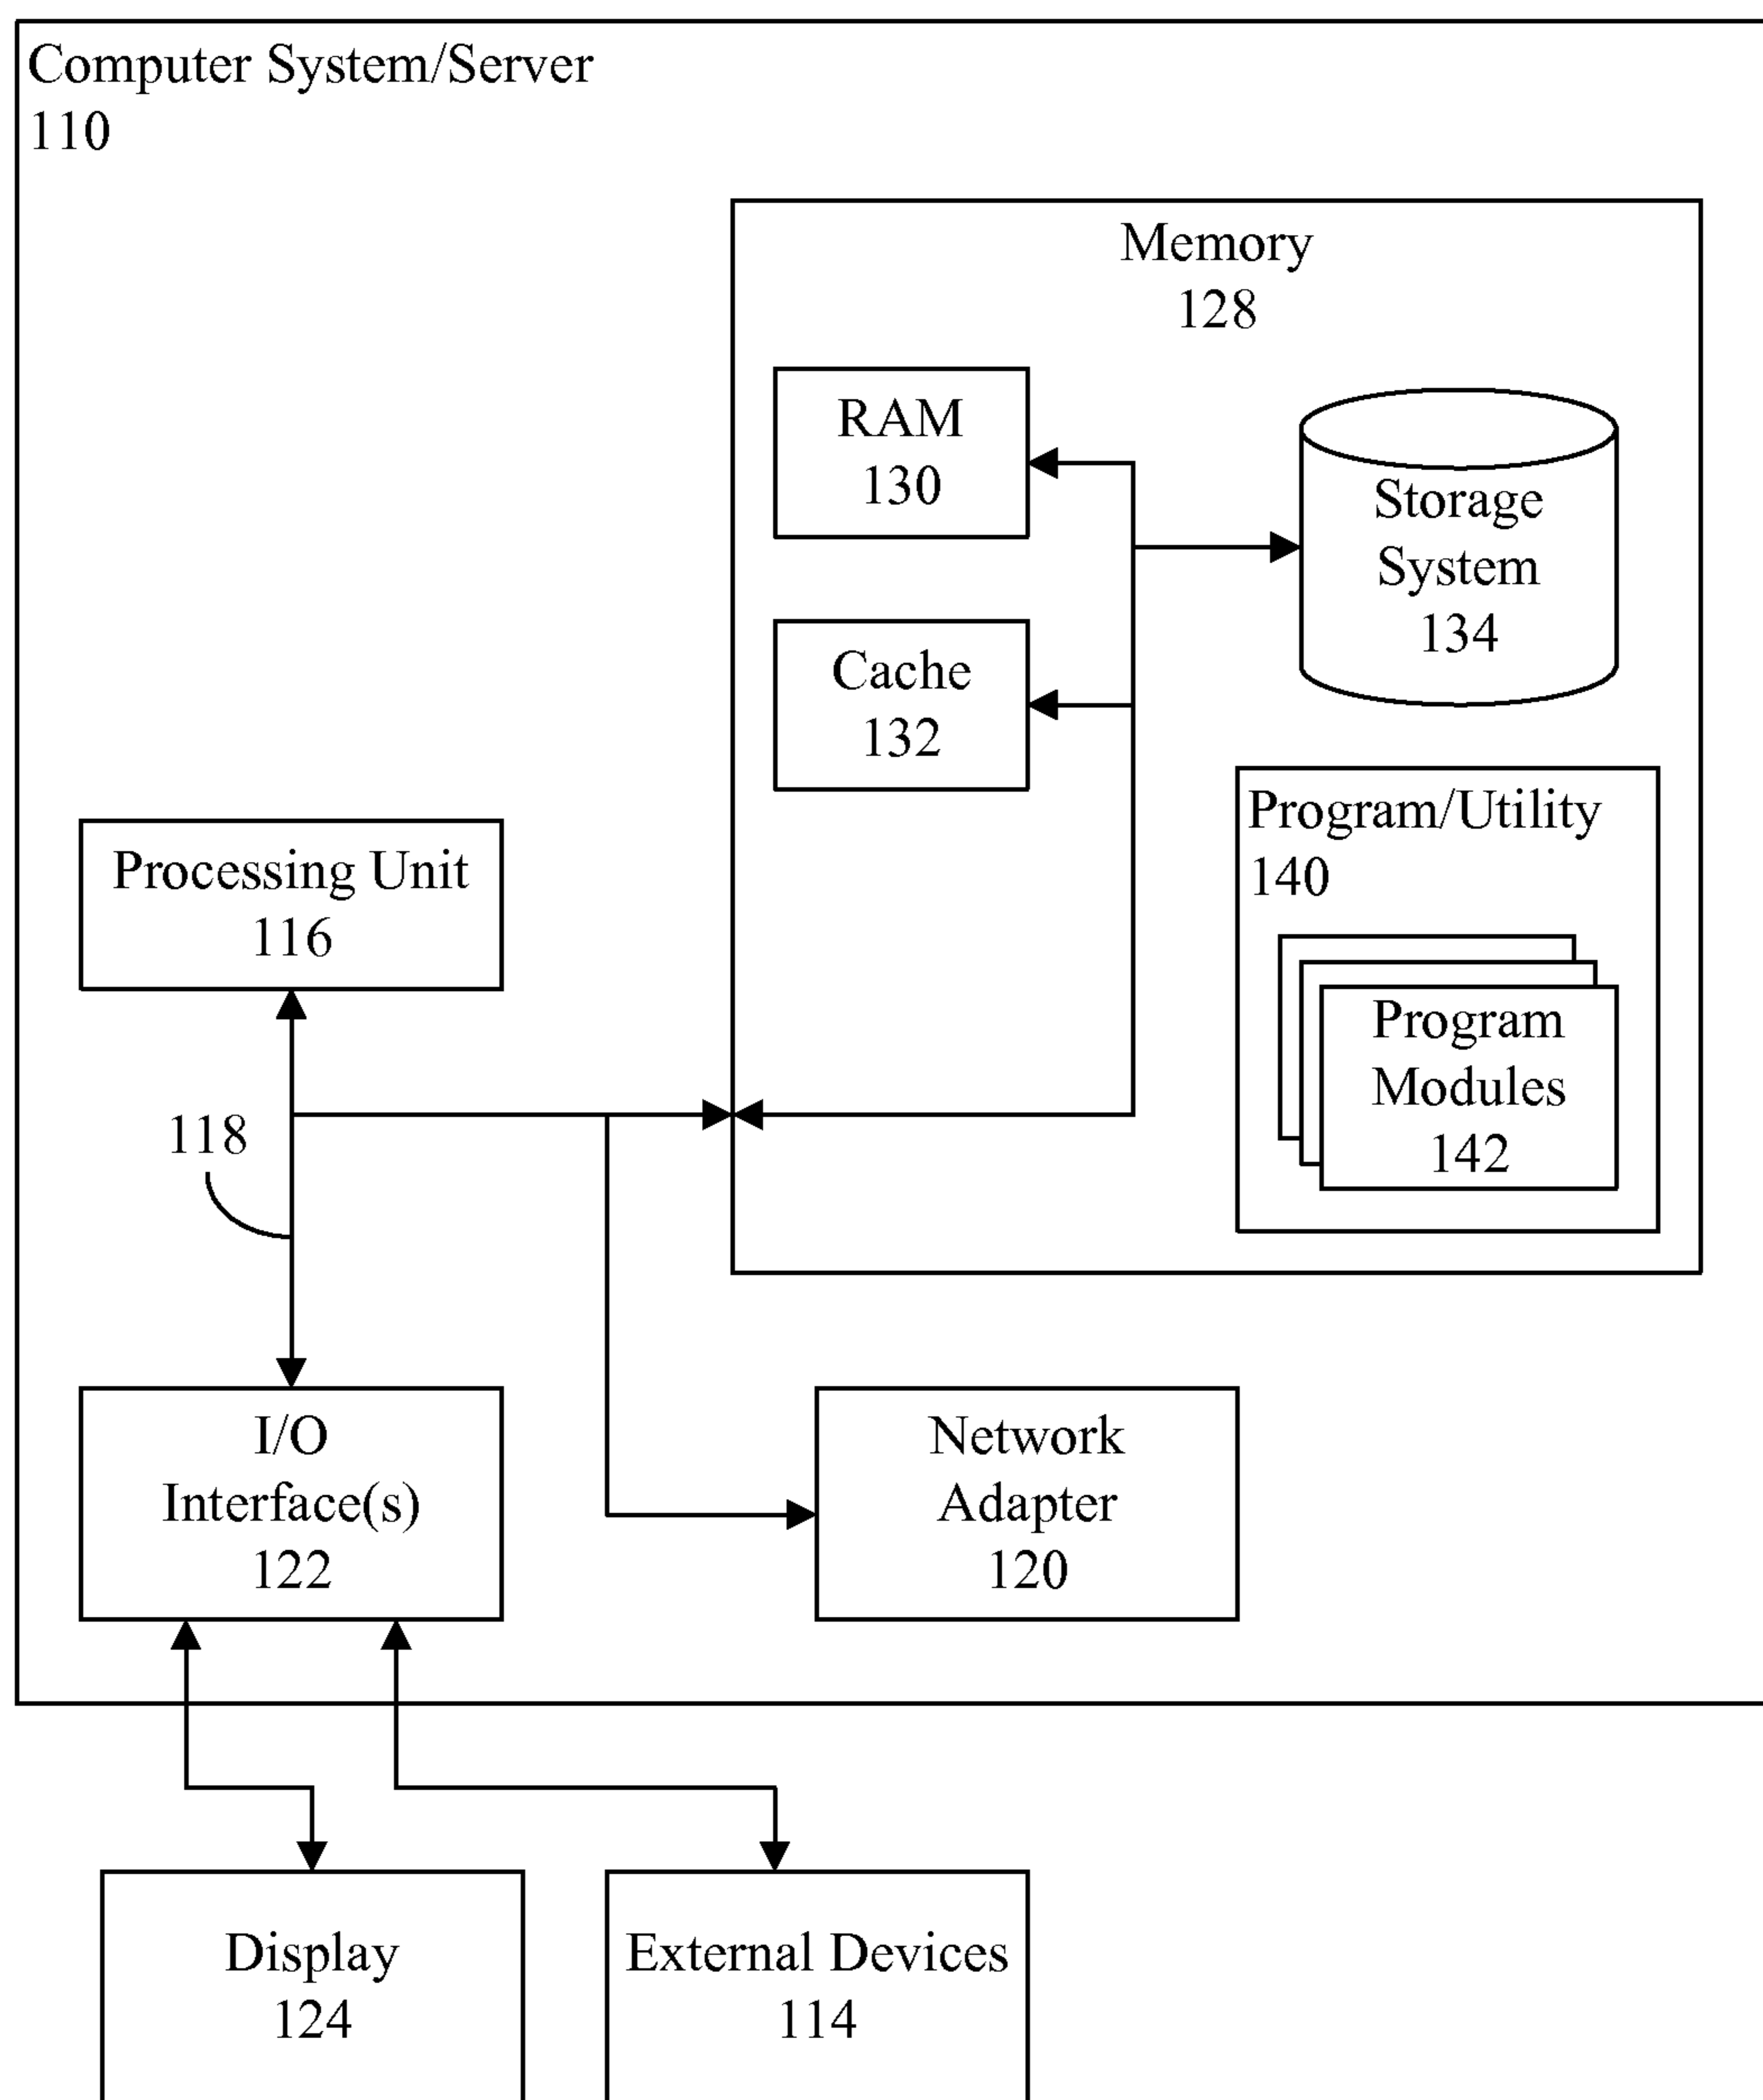 Computer System/Server
110
Memory
128
RAM
130
Storage
System
134
Cache
132
Program/Utility
140
Processing Unit
116
Program
Modules
142
118
I/O
Interface(s)
122
Network
Adapter
120
Display
124
External Devices
114